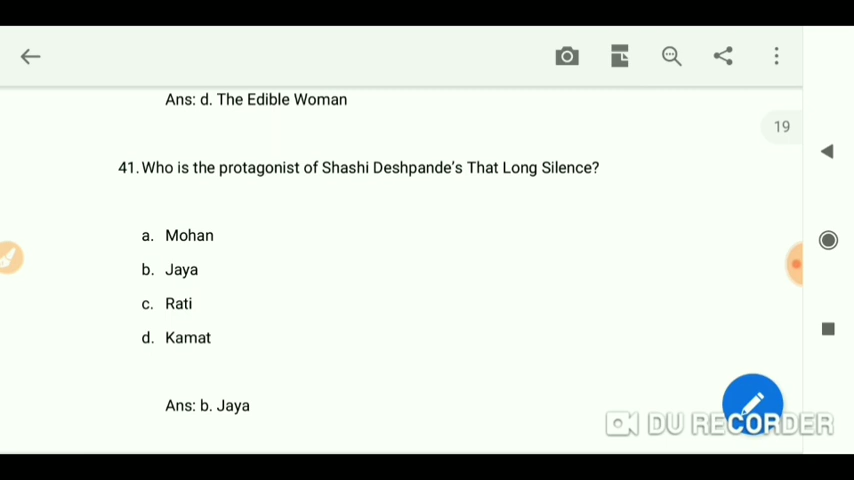 Ans: d. The Edible Woman
19
41. Who is the protagonist of Shashi Deshpande's That Long Silence?
a. Mohan
b. Jaya
c. Rati
d. Kamat
Ans: b. Jaya
DU RECORDER